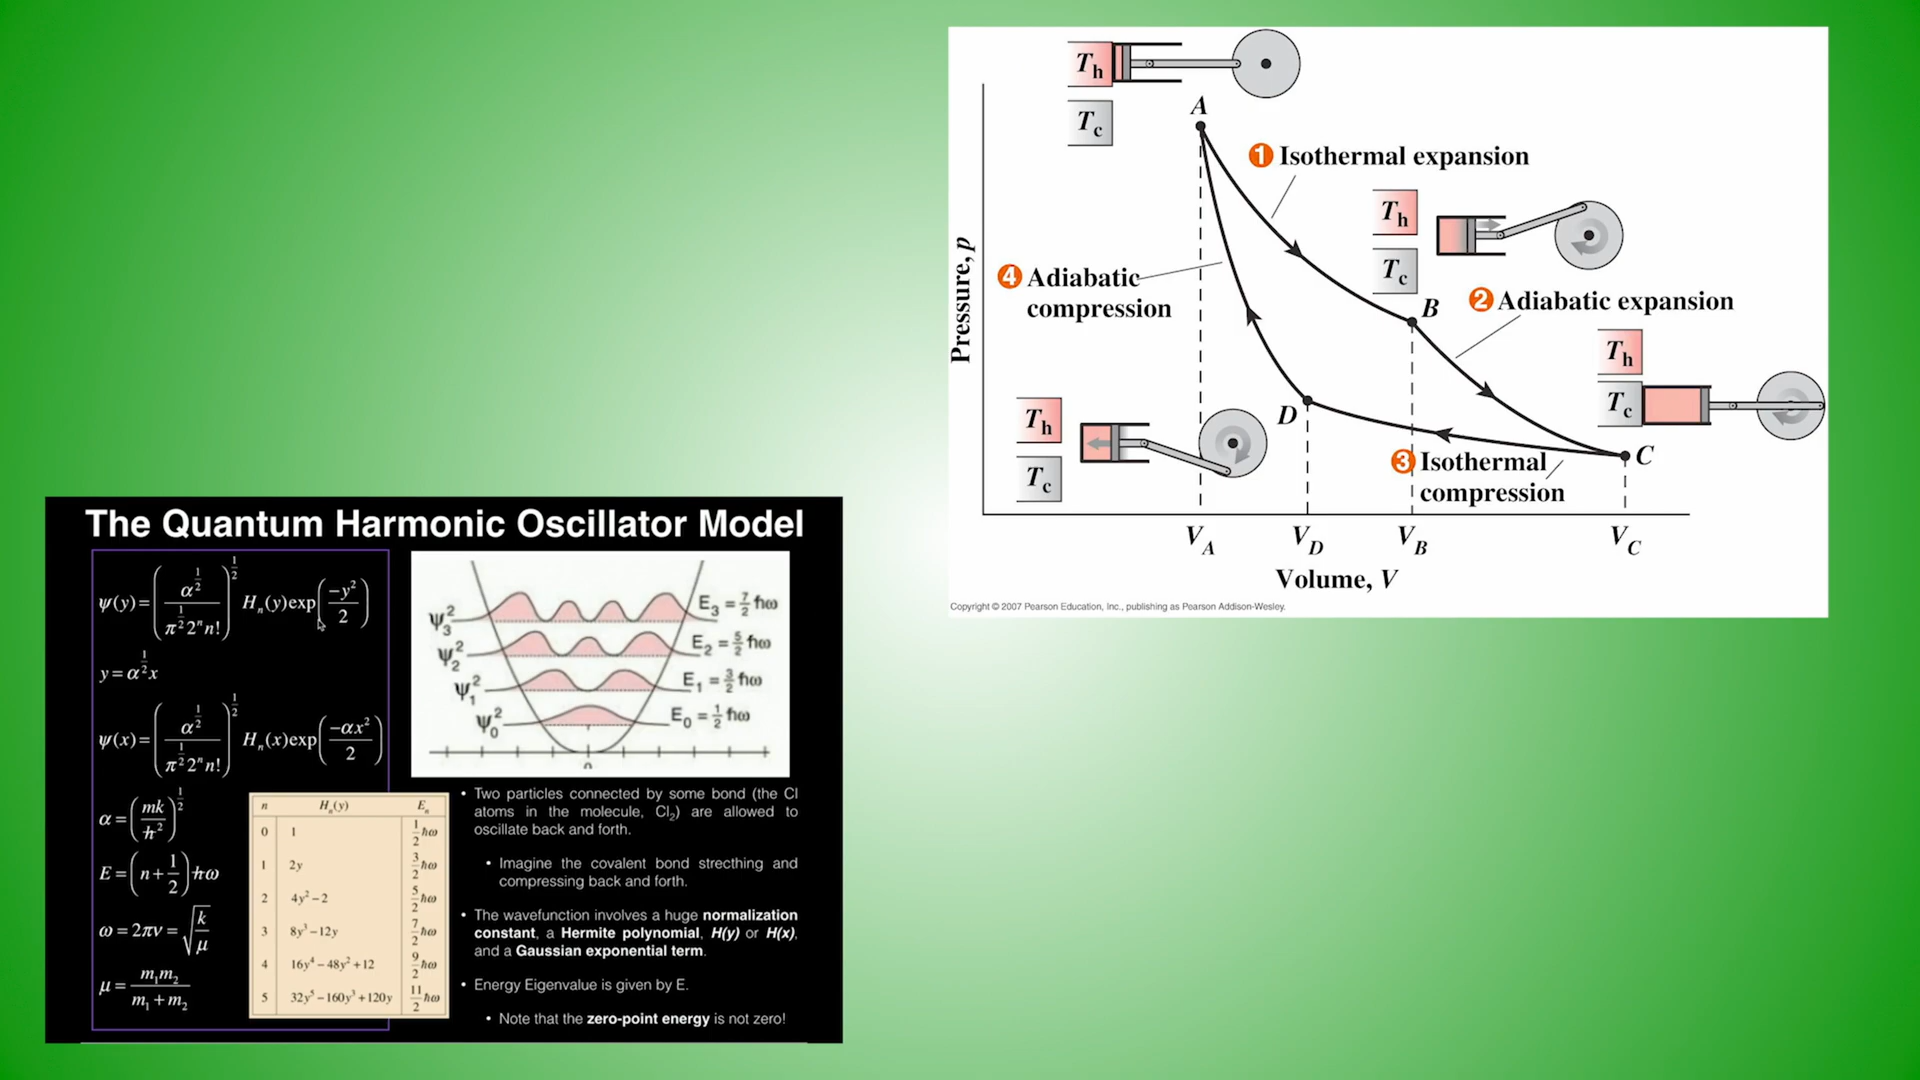 T_h
T_c
A
❶ Isothermal expansion
T_h
T_c
❹ Adiabatic
compression
B
❷ Adiabatic expansion
T_h
T_c
Pressure, p
D
T_h
T_c
❸ Isothermal
compression
C
V_A V_D V_B V_C
Volume, V
Copyright © 2007 Pearson Education, Inc., publishing as Pearson Addison-Wesley.
The Quantum Harmonic Oscillator Model
ψ(y)=(α^{1/2}/(π^{1/2}2^n n!))^{1/2} H_n(y)exp(-y²/2)
y=α^{1/2}x
ψ(x)=(α^{1/2}/(π^{1/2}2^n n!))^{1/2} H_n(x)exp(-αx²/2)
α=(mk/ħ²)^{1/2}
E=(n+1/2)ħω
ω=2πν=√(k/μ)
μ=m₁m₂/(m₁+m₂)
n H_n(y) E_n
0 1 1/2 ħω
1 2y 3/2 ħω
2 4y²−2 5/2 ħω
3 8y³−12y 7/2 ħω
4 16y⁴−48y²+12 9/2 ħω
5 32y⁵−160y³+120y 11/2 ħω
ψ₃² E₃ = 7/2 ħω
ψ₂² E₂ = 5/2 ħω
ψ₁² E₁ = 3/2 ħω
ψ₀² E₀ = 1/2 ħω
0
• Two particles connected by some bond (the Cl
atoms in the molecule, Cl₂) are allowed to
oscillate back and forth.
• Imagine the covalent bond strecthing and
compressing back and forth.
• The wavefunction involves a huge normalization
constant, a Hermite polynomial, H(y) or H(x),
and a Gaussian exponential term.
• Energy Eigenvalue is given by E.
• Note that the zero-point energy is not zero!